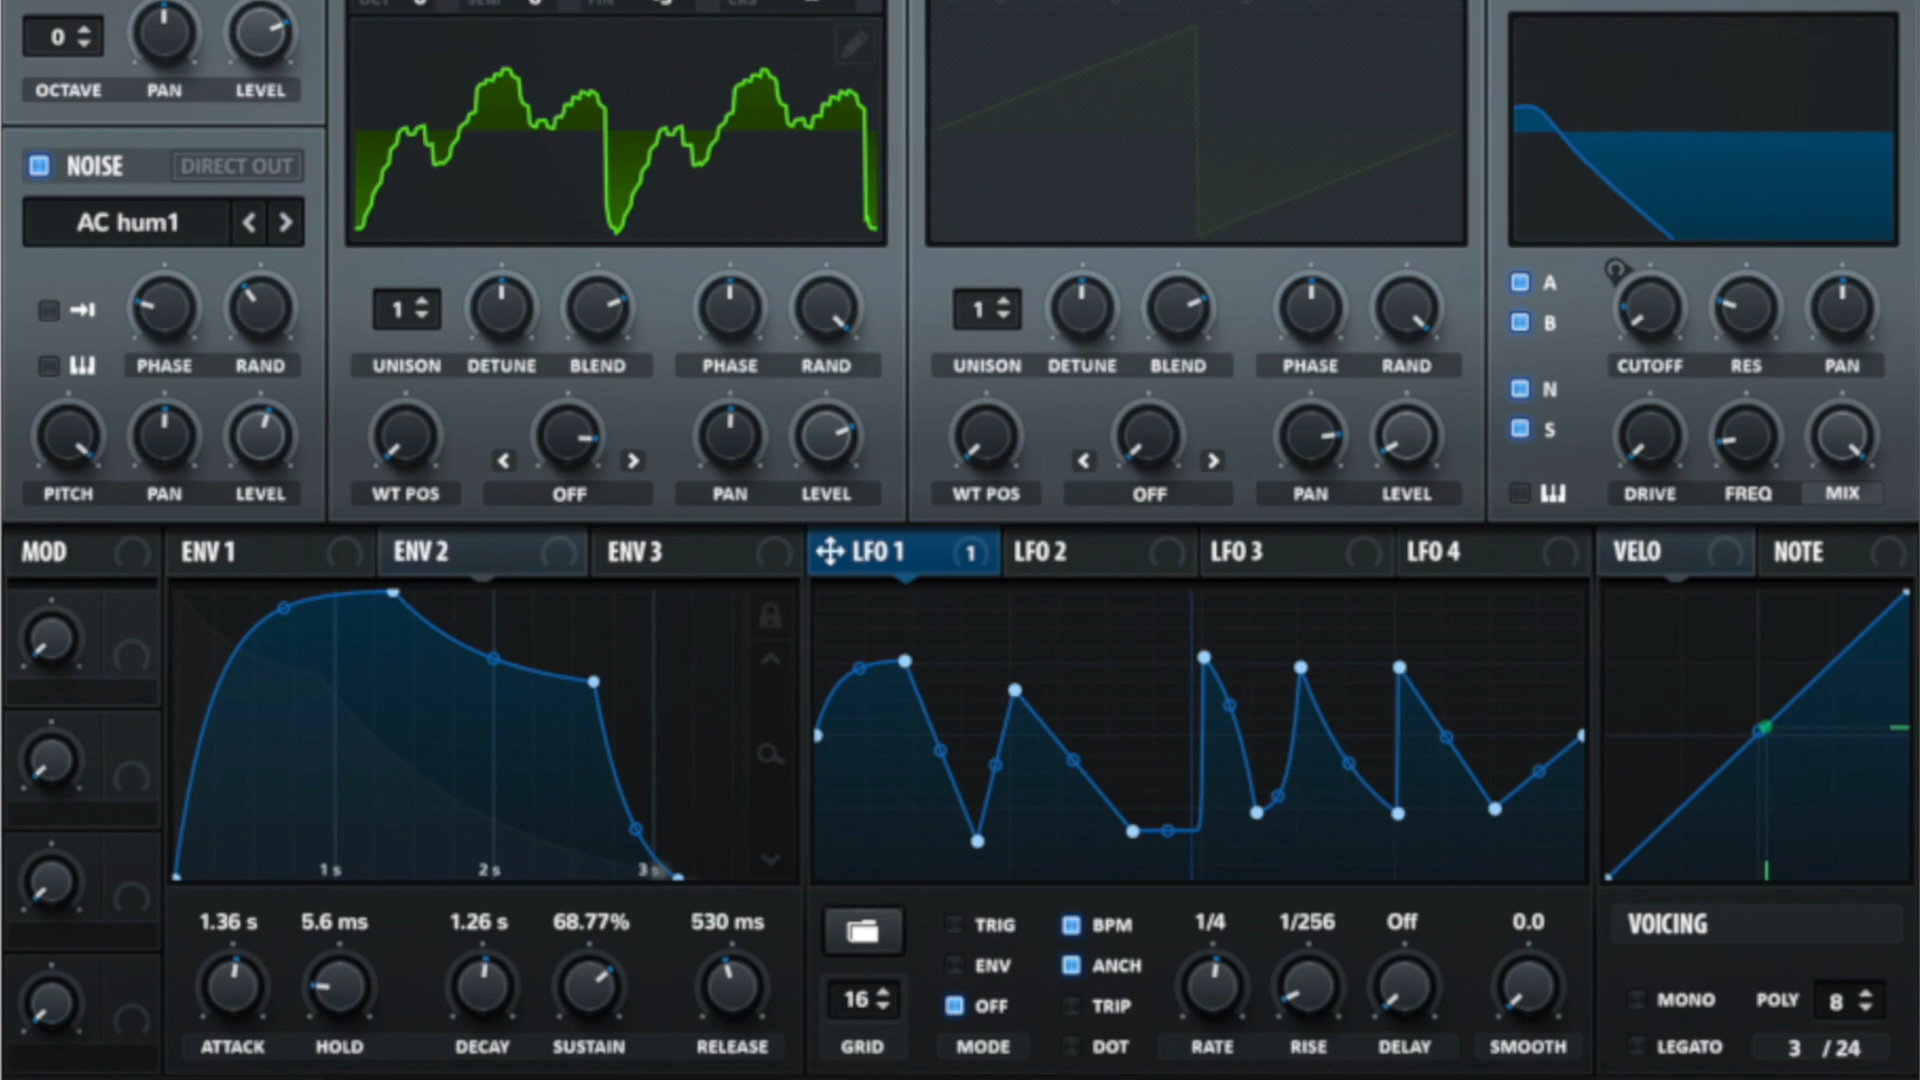 0
OCTAVE PAN LEVEL
NOISE DIRECT OUT
AC hum1 < >
PHASE RAND
PITCH PAN LEVEL
1
UNISON DETUNE BLEND PHASE RAND
< >
WT POS OFF PAN LEVEL
1
UNISON DETUNE BLEND PHASE RAND
< >
WT POS OFF PAN LEVEL
A
B
N
S
CUTOFF RES PAN
DRIVE FREQ MIX
MOD ENV 1 ENV 2 ENV 3 LFO 1 1 LFO 2 LFO 3 LFO 4 VELO NOTE
1 s 2 s 3 s
1.36 s 5.6 ms 1.26 s 68.77% 530 ms
ATTACK HOLD DECAY SUSTAIN RELEASE
16
GRID
TRIG
ENV
OFF
MODE
BPM
ANCH
TRIP
DOT
1/4 1/256 Off 0.0
RATE RISE DELAY SMOOTH
VOICING
MONO POLY 8
LEGATO 3 / 24